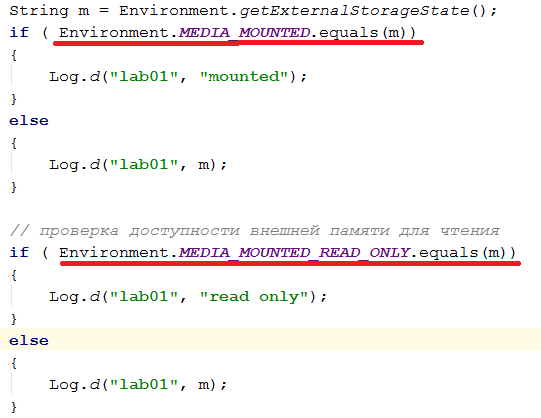 String m = Environment.getExternalStorageState();
if ( Environment.MEDIA_MOUNTED.equals(m))
{
    Log.d("lab01", "mounted");
}
else
{
    Log.d("lab01", m);
}

// проверка доступности внешней памяти для чтения
if ( Environment.MEDIA_MOUNTED_READ_ONLY.equals(m))
{
    Log.d("lab01", "read only");
}
else
{
    Log.d("lab01", m);
}